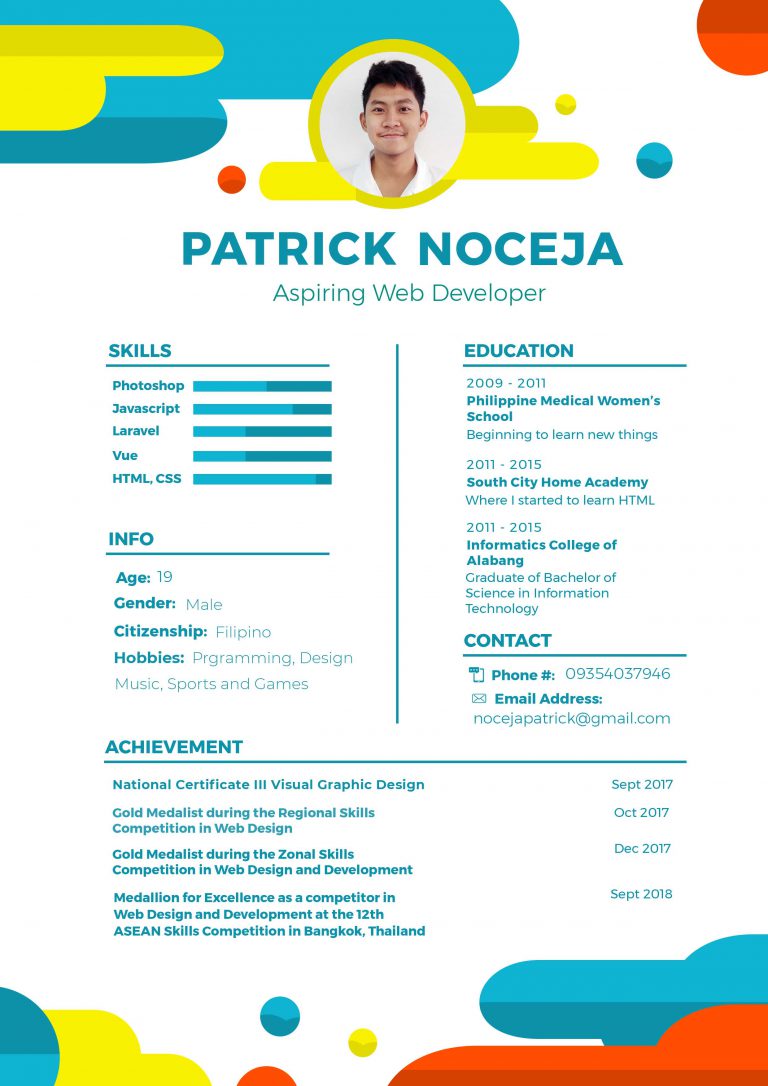 PATRICK NOCEJA
Aspiring Web Developer
SKILLS
Photoshop
Javascript
Laravel
Vue
HTML, CSS
INFO
Age: 19
Gender: Male
Citizenship: Filipino
Hobbies: Prgramming, Design
Music, Sports and Games
EDUCATION
2009 - 2011
Philippine Medical Women's
School
Beginning to learn new things
2011 - 2015
South City Home Academy
Where I started to learn HTML
2011 - 2015
Informatics College of
Alabang
Graduate of Bachelor of
Science in Information
Technology
CONTACT
Phone #: 09354037946
Email Address:
nocejapatrick@gmail.com
ACHIEVEMENT
National Certificate III Visual Graphic Design Sept 2017
Gold Medalist during the Regional Skills Oct 2017
Competition in Web Design
Gold Medalist during the Zonal Skills Dec 2017
Competition in Web Design and Development
Medallion for Excellence as a competitor in Sept 2018
Web Design and Development at the 12th
ASEAN Skills Competition in Bangkok, Thailand